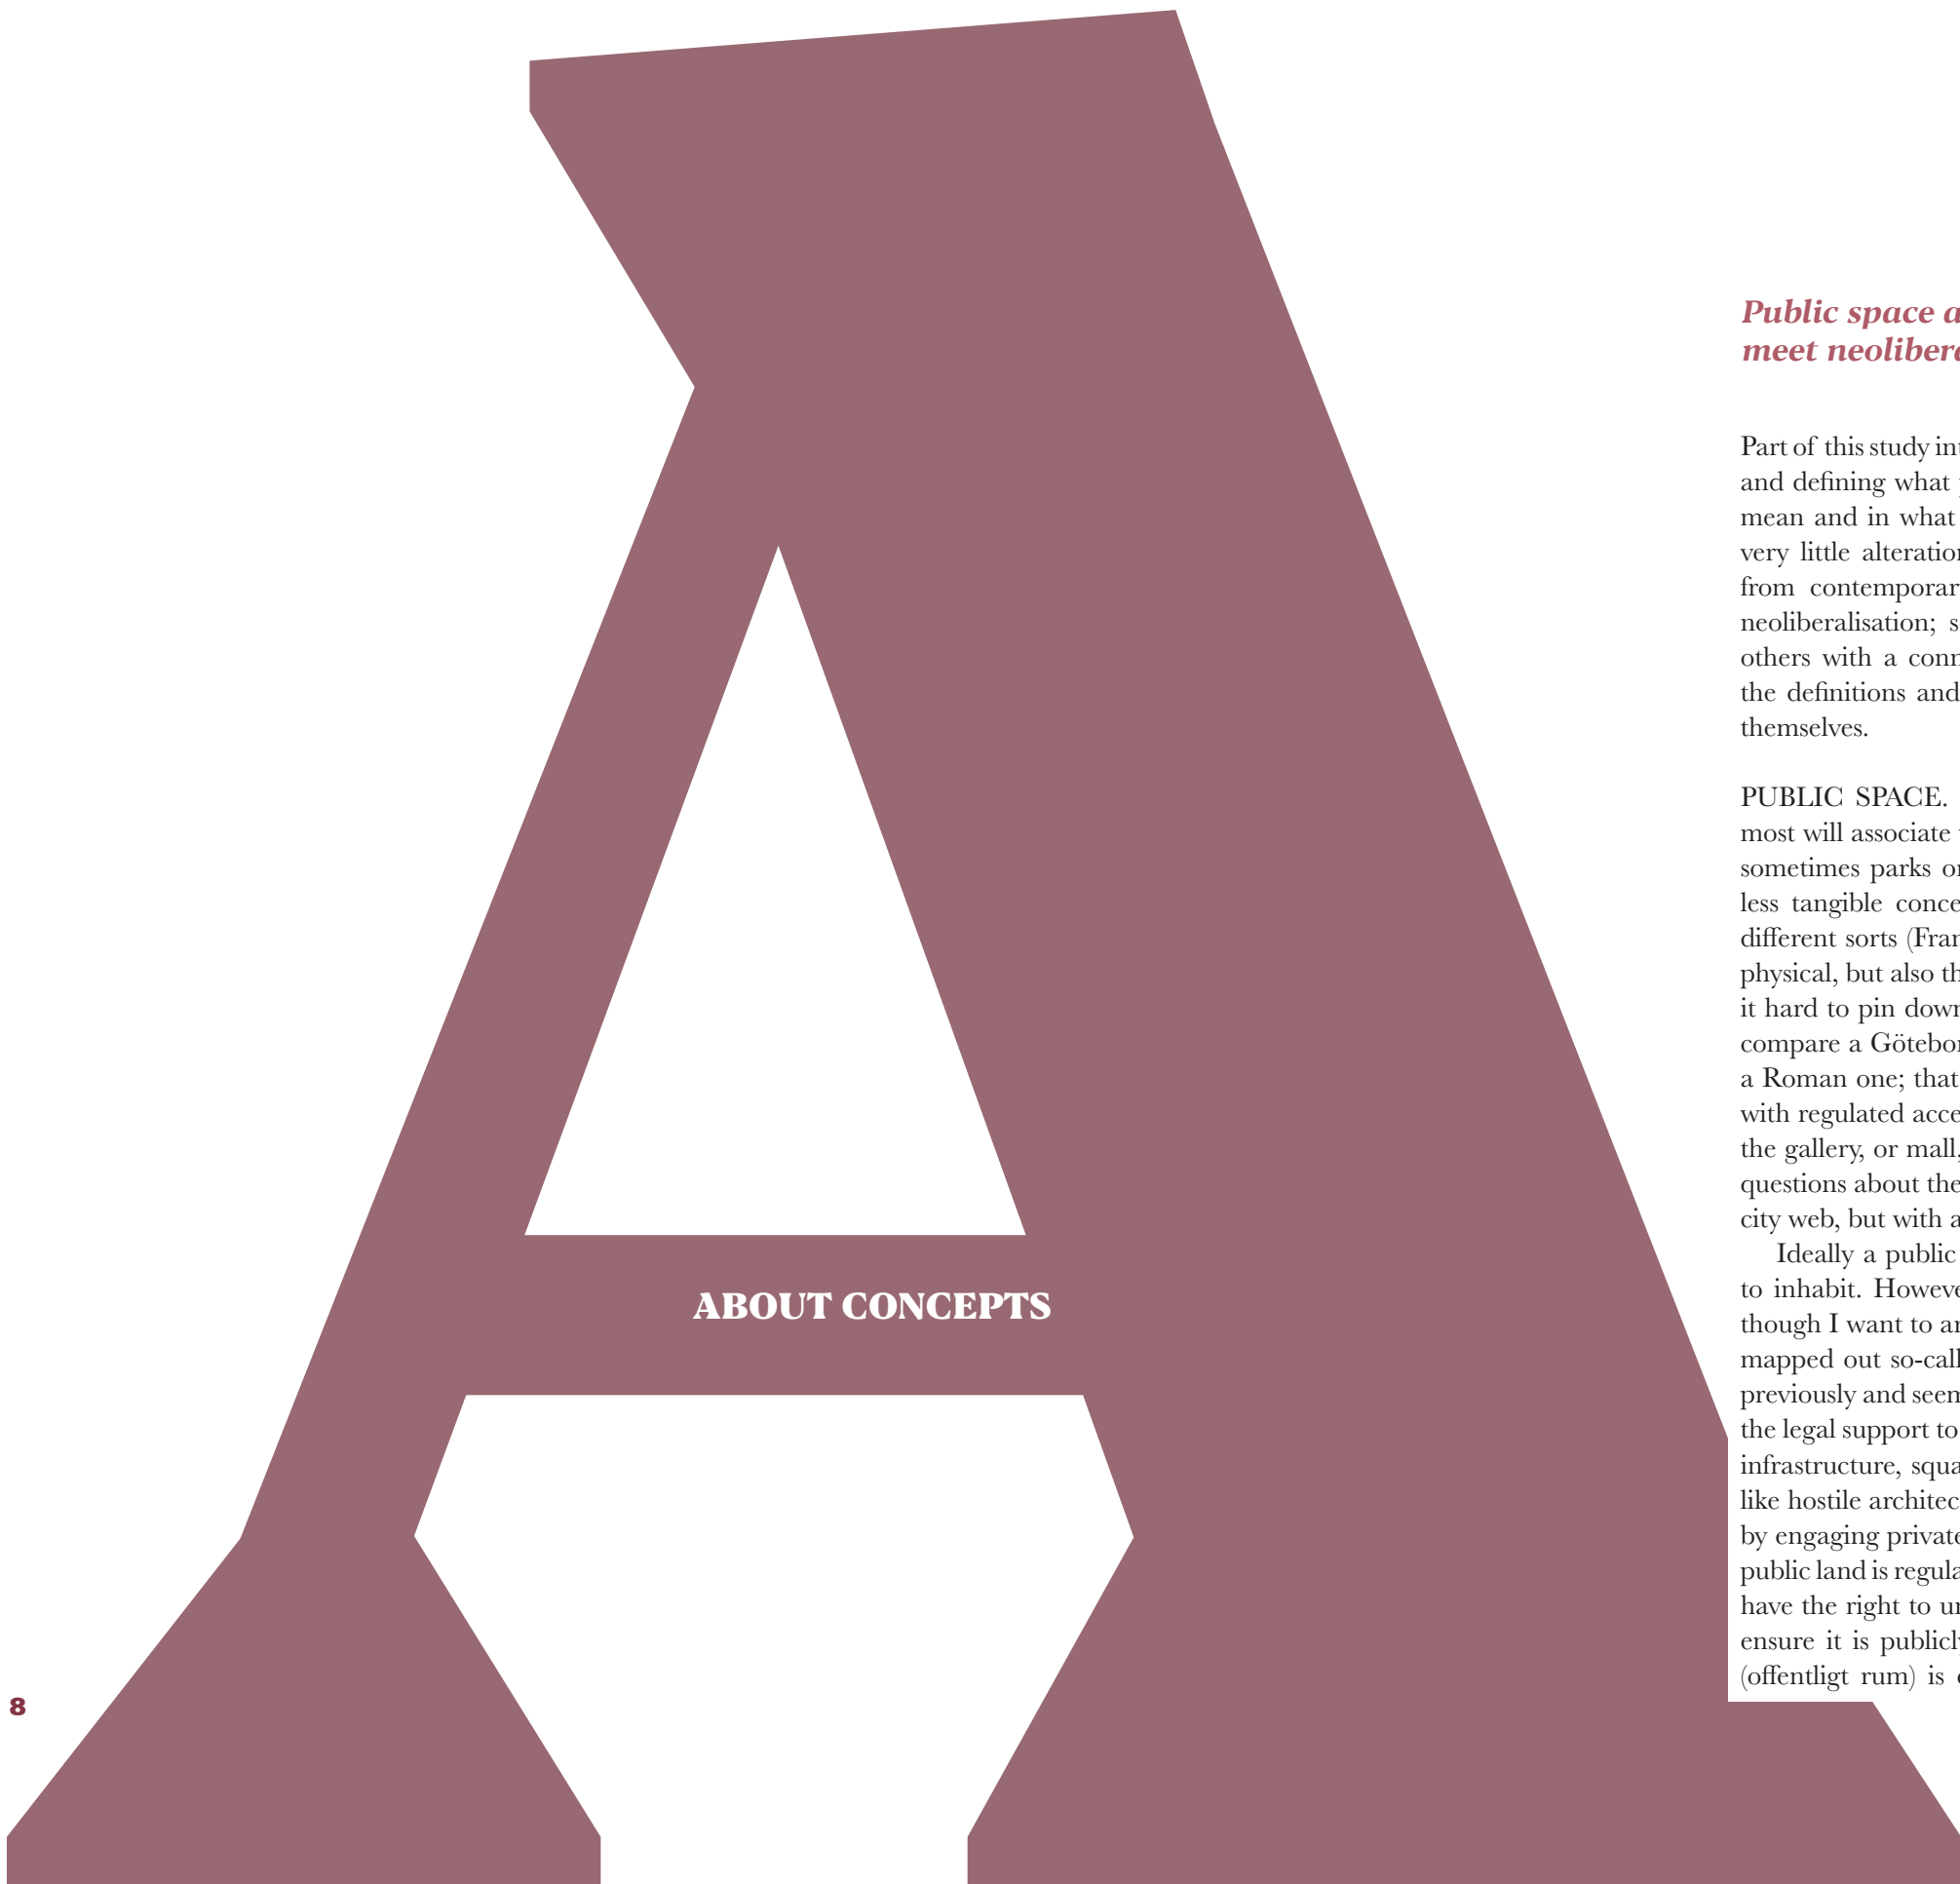 A
ABOUT CONCEPTS
8
Public space a
meet neolibera
Part of this study in
and defining what
mean and in what
very little alteration
from contemporar
neoliberalisation; s
others with a conn
the definitions and
themselves.
PUBLIC SPACE.
most will associate
sometimes parks or
less tangible conce
different sorts (Fran
physical, but also th
it hard to pin down
compare a Götebor
a Roman one; that
with regulated acce
the gallery, or mall,
questions about the
city web, but with a
Ideally a public
to inhabit. Howeve
though I want to an
mapped out so-call
previously and seem
the legal support to
infrastructure, squa
like hostile architec
by engaging private
public land is regula
have the right to un
ensure it is publicly
(offentligt rum) is